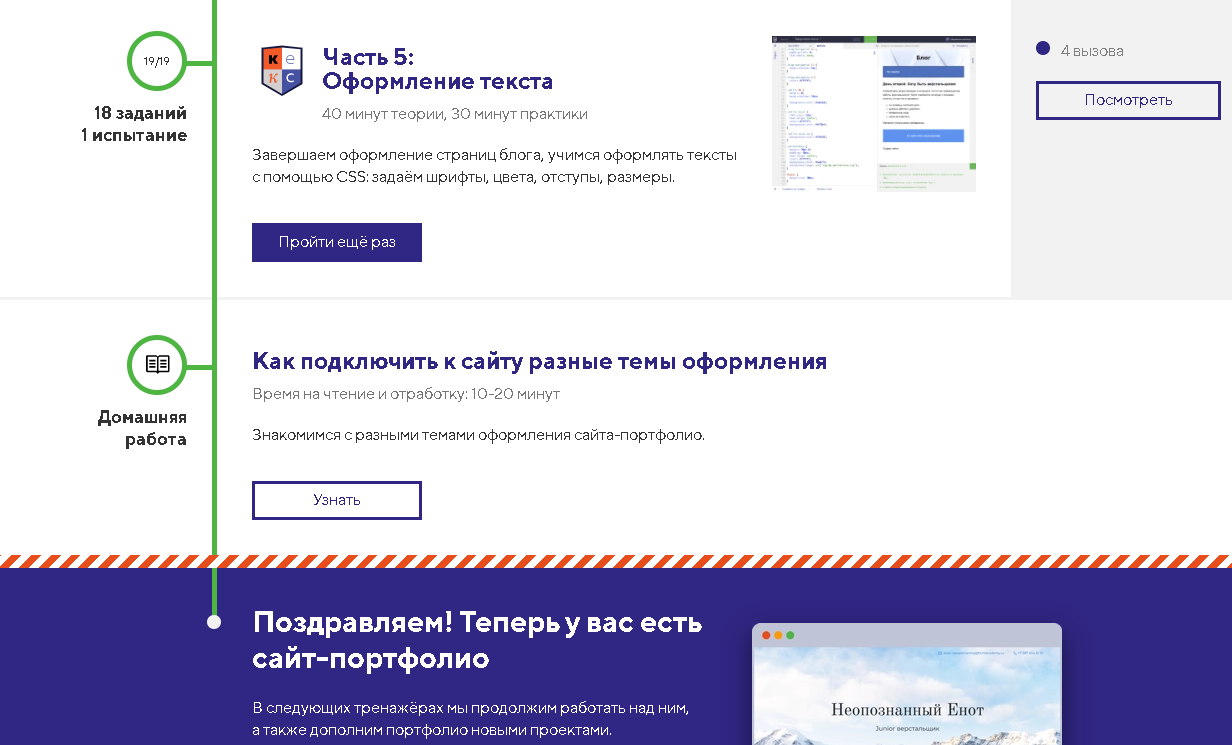 19/19
18 заданий
1 испытание
Ке
кс
Часть 5:
Оформление текста
40 минут теории, 30 минут практики
Завершаем оформление страниц блога, учимся оформлять тексты
с помощью CSS: задаём шрифты, цвета, отступы, размеры.
Пройти ещё раз
Блог
4 вызова
Посмотреть
Домашняя
работа
Как подключить к сайту разные темы оформления
Время на чтение и отработку: 10-20 минут
Знакомимся с разными темами оформления сайта-портфолио.
Узнать
Поздравляем! Теперь у вас есть
сайт-портфолио
В следующих тренажёрах мы продолжим работать над ним,
а также дополним портфолио новыми проектами.
Неопознанный Енот
Junior верстальщик